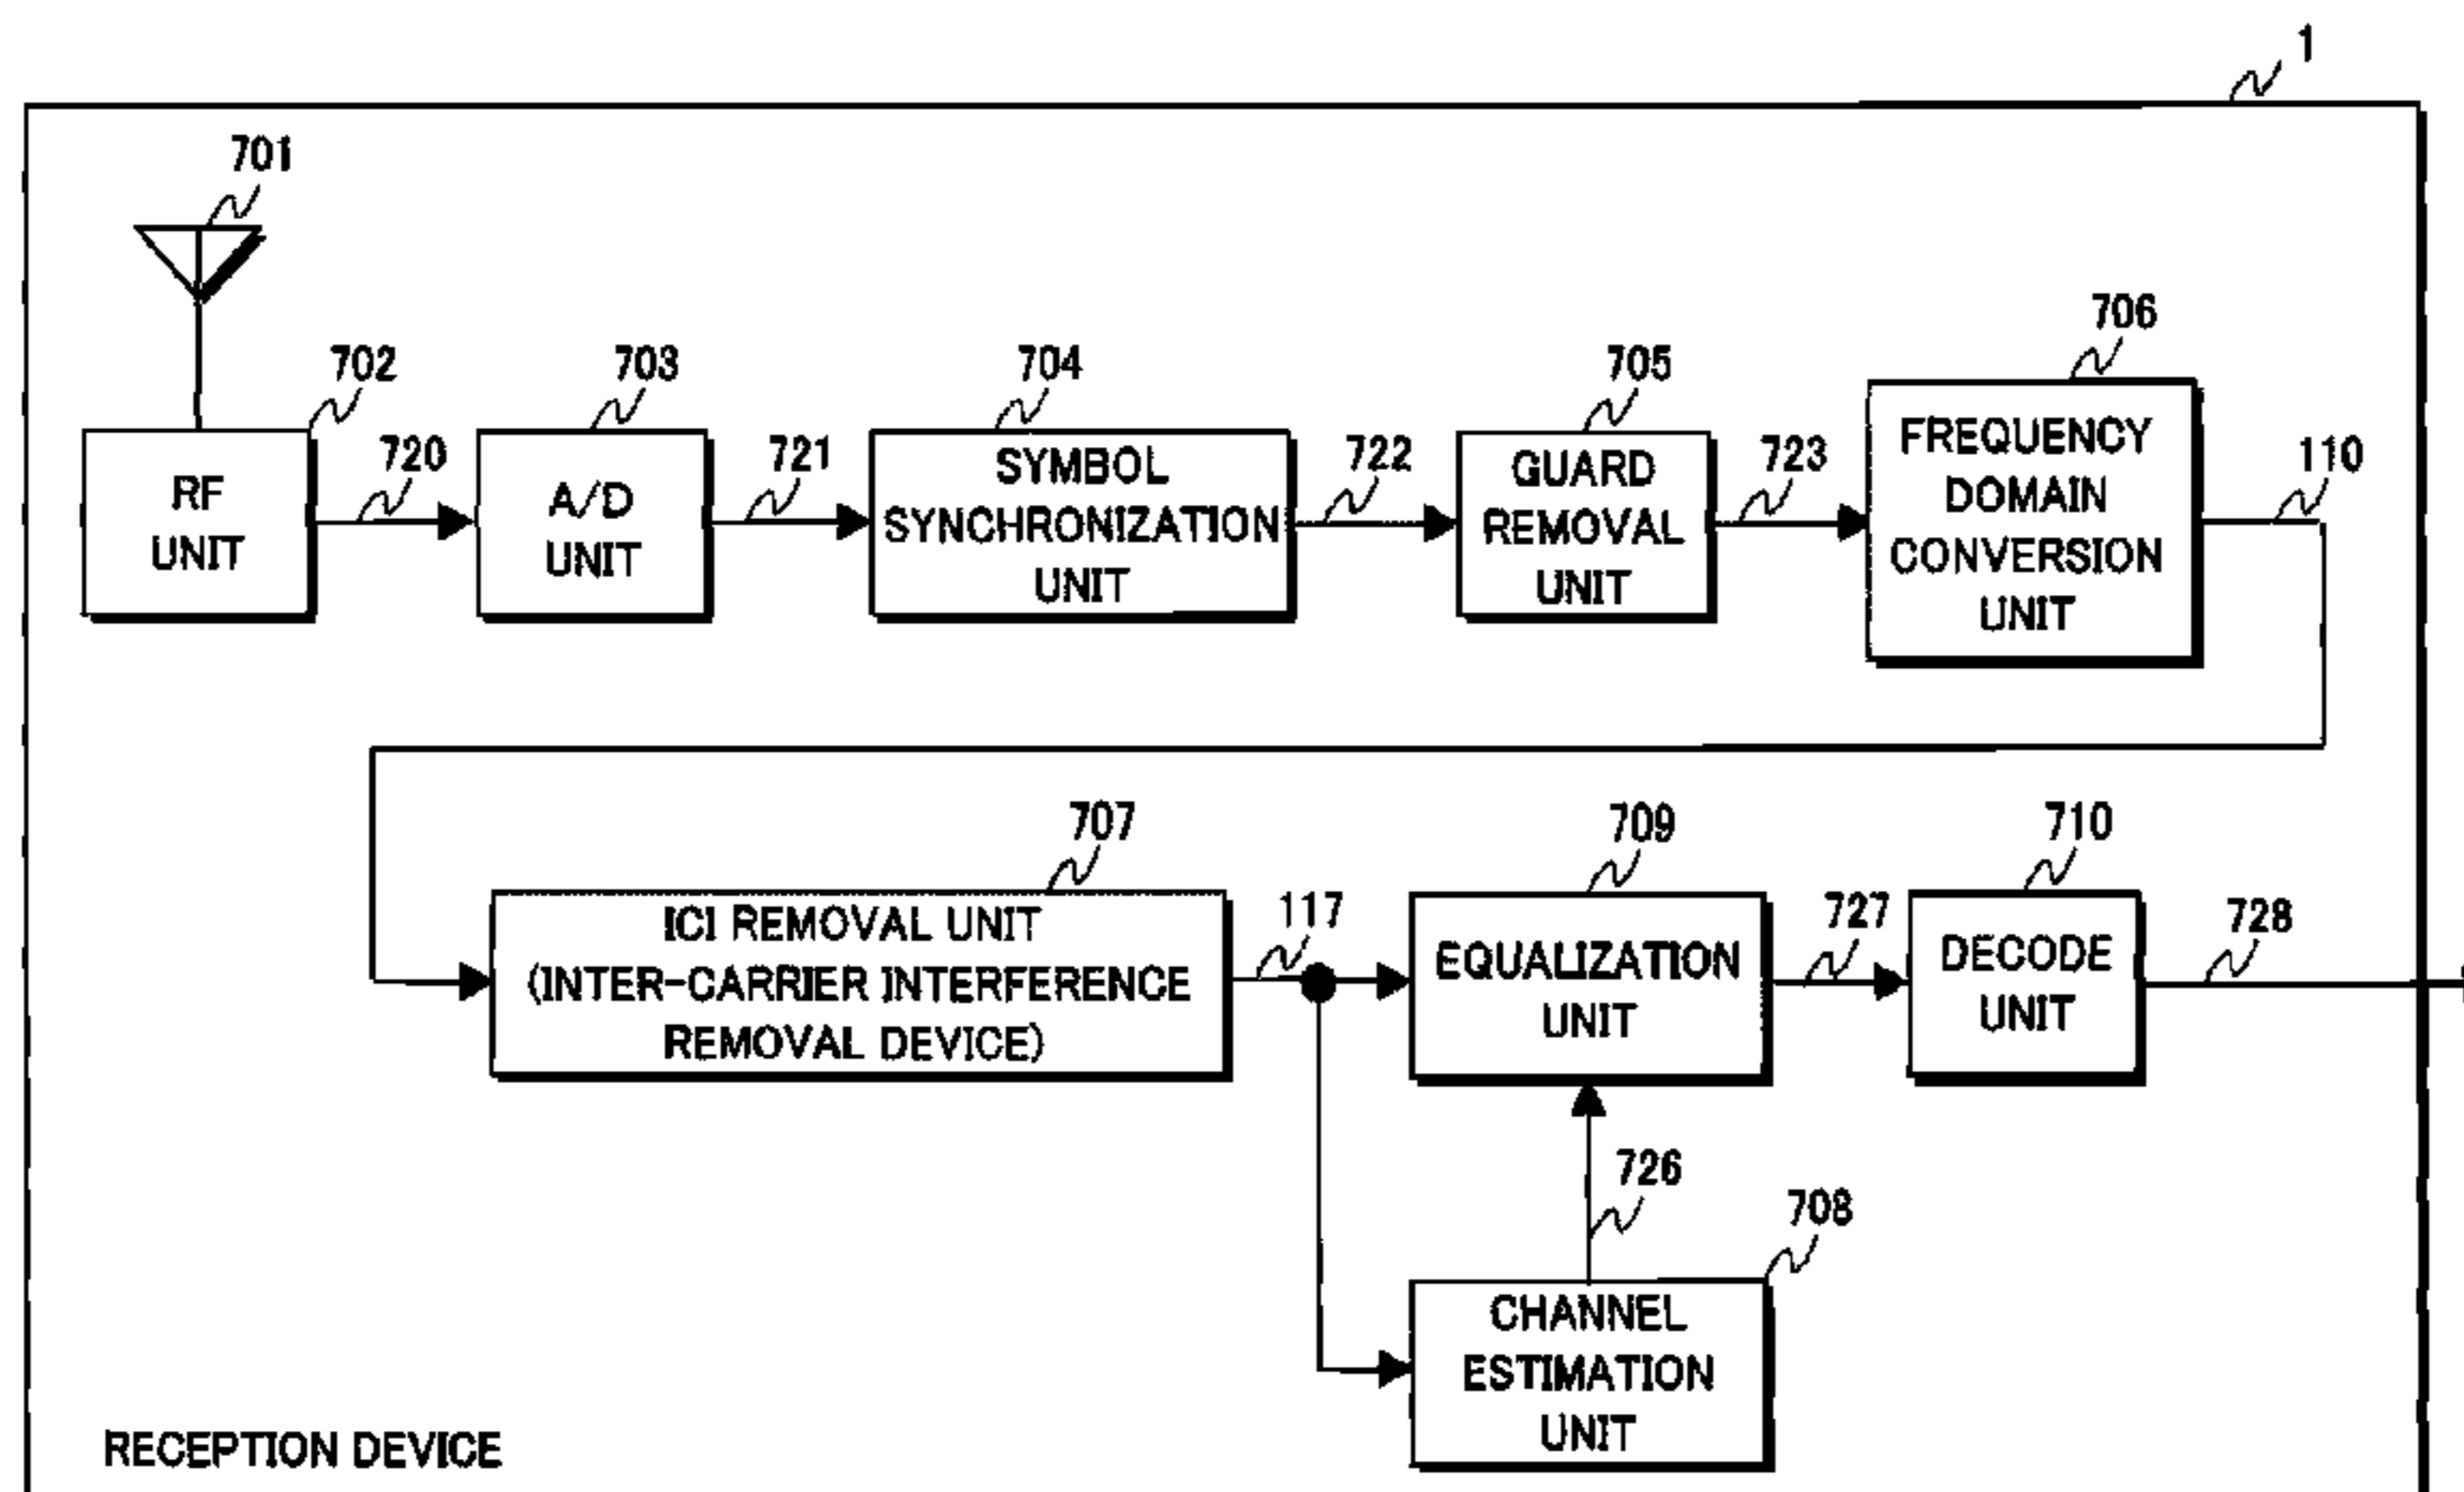 1
701
702
703
704
705
706
RF
UNIT
720
A/D
UNIT
721
SYMBOL
SYNCHRONIZATION
UNIT
722
GUARD
REMOVAL
UNIT
723
FREQUENCY
DOMAIN
CONVERSION
UNIT
110
707
ICI REMOVAL UNIT
(INTER-CARRIER INTERFERENCE
REMOVAL DEVICE)
117
709
EQUALIZATION
UNIT
727
710
DECODE
UNIT
728
726
708
CHANNEL
ESTIMATION
UNIT
RECEPTION DEVICE